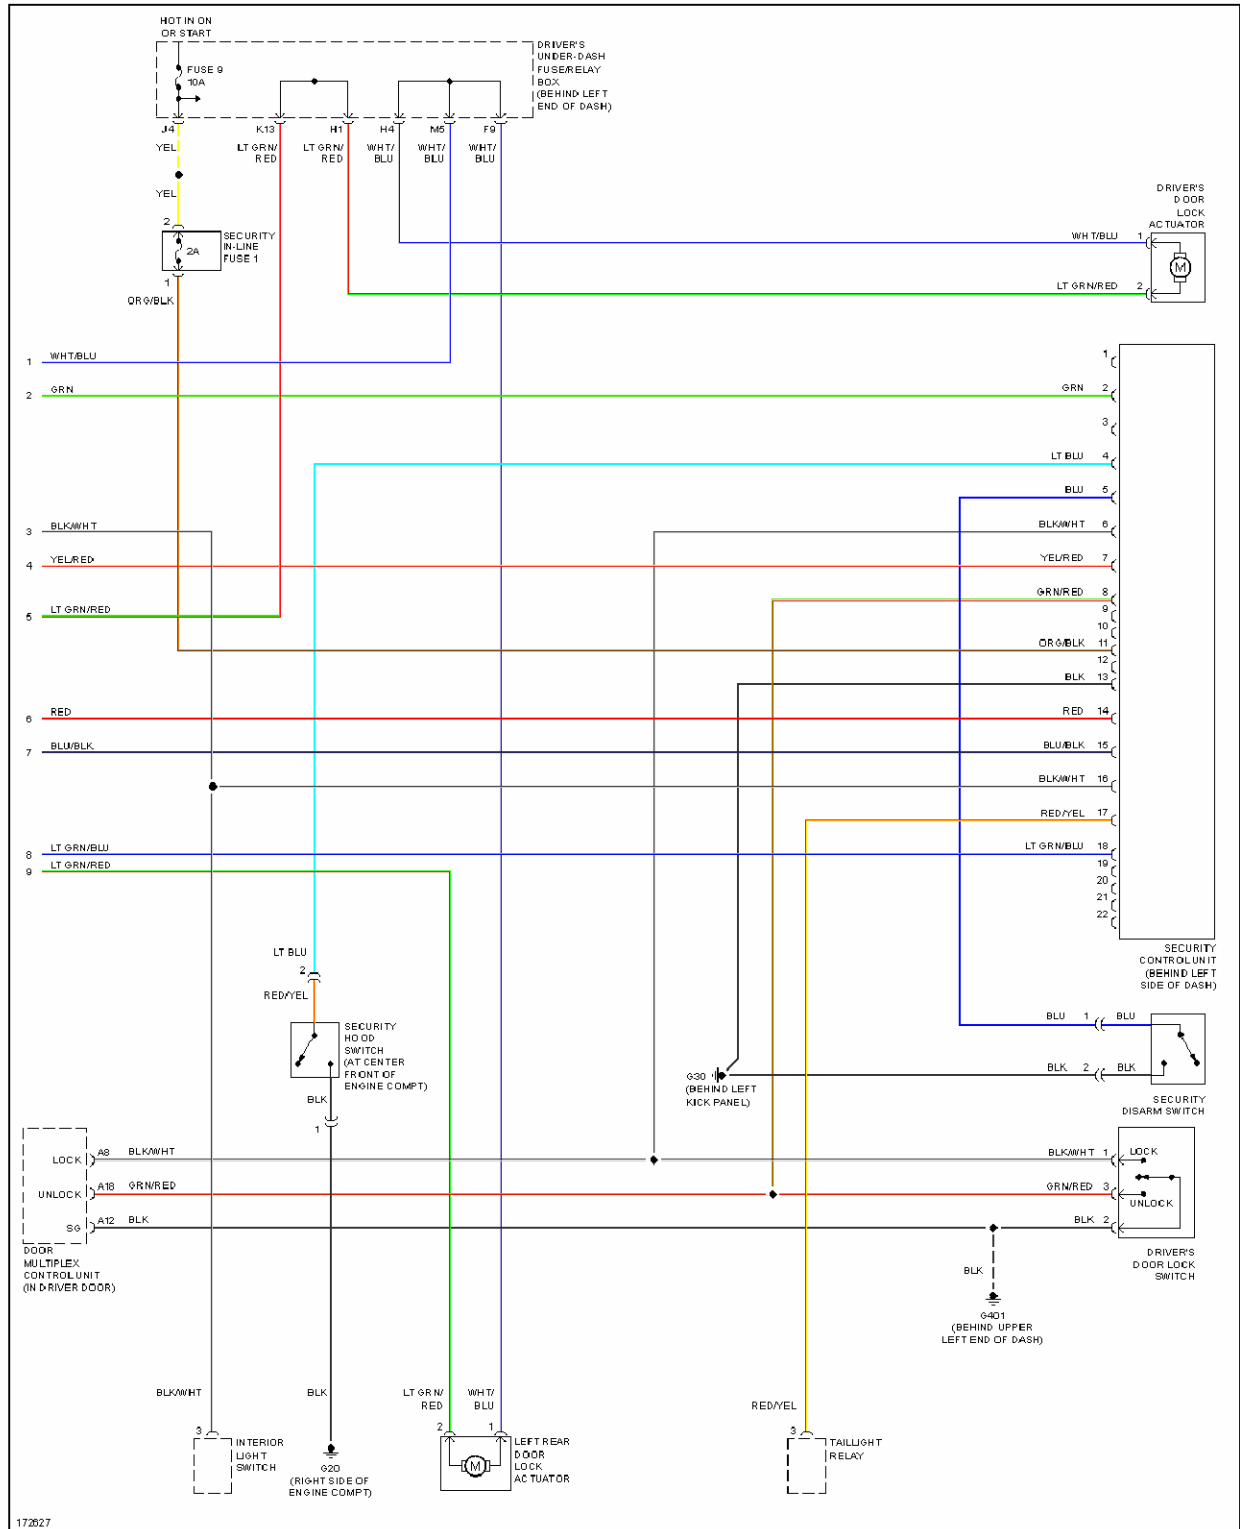 HOT IN ON
OR START
FUSE 9
10A
DRIVER'S
UNDER-DASH
FUSE/RELAY
BOX
(BEHIND LEFT
END OF DASH)
J14
K13
H1
H4
M5
F9
YEL
LT GRN/
RED
LT GRN/
RED
WHT/
BLU
WHT/
BLU
WHT/
BLU
YEL
2
SECURITY
IN-LINE
FUSE 1
2A
1
ORG/BLK
DRIVER'S
DOOR
LOCK
ACTUATOR
WHT/BLU 1
M
LT GRN/RED 2
1 WHT/BLU
2 GRN
3 BLK/WHT
4 YEL/RED
5 LT GRN/RED
6 RED
7 BLU/BLK
8 LT GRN/BLU
9 LT GRN/RED
1
GRN 2
3
LT BLU 4
BLU 5
BLK/WHT 6
YEL/RED 7
GRN/RED 8
9
10
ORG/BLK 11
12
BLK 13
RED 14
BLU/BLK 15
BLK/WHT 16
RED/YEL 17
LT GRN/BLU 18
19
20
21
22
SECURITY
CONTROL UNIT
(BEHIND LEFT
SIDE OF DASH)
LT BLU
2
RED/YEL
SECURITY
HOOD
SWITCH
(AT CENTER
FRONT OF
ENGINE COMPT)
BLK
1
G30
(BEHIND LEFT
KICK PANEL)
BLU 1 BLU
BLK 2 BLK
SECURITY
DISARM SWITCH
LOCK A8 BLK/WHT
UNLOCK A18 GRN/RED
SG A12 BLK
DOOR
MULTIPLEX
CONTROL UNIT
(IN DRIVER DOOR)
BLK/WHT 1 LOCK
GRN/RED 3 UNLOCK
BLK 2
DRIVER'S
DOOR LOCK
SWITCH
BLK
G401
(BEHIND UPPER
LEFT END OF DASH)
BLK/WHT
3
INTERIOR
LIGHT
SWITCH
BLK
G20
(RIGHT SIDE OF
ENGINE COMPT)
LT GRN/
RED
WHT/
BLU
2 1
M
LEFT REAR
DOOR
LOCK
ACTUATOR
RED/YEL
3
TAILLIGHT
RELAY
172627